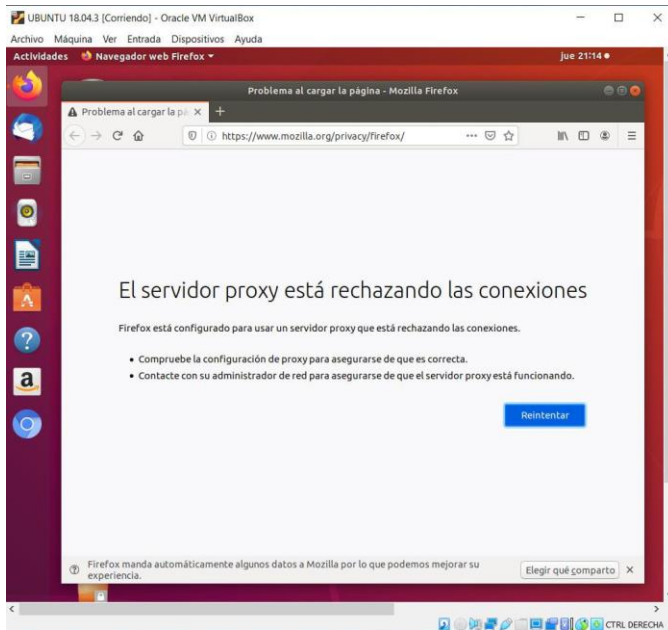 UBUNTU 18.04.3 [Corriendo] - Oracle VM VirtualBox
Archivo Máquina Ver Entrada Dispositivos Ayuda
Actividades Navegador web Firefox jue 21:14
Problema al cargar la página - Mozilla Firefox
Problema al cargar la pá
https://www.mozilla.org/privacy/firefox/
El servidor proxy está rechazando las conexiones
Firefox está configurado para usar un servidor proxy que está rechazando las conexiones.
• Compruebe la configuración de proxy para asegurarse de que es correcta.
• Contacte con su administrador de red para asegurarse de que el servidor proxy está funcionando.
Reintentar
Firefox manda automáticamente algunos datos a Mozilla por lo que podemos mejorar su
experiencia.
Elegir qué comparto
CTRL DERECHA